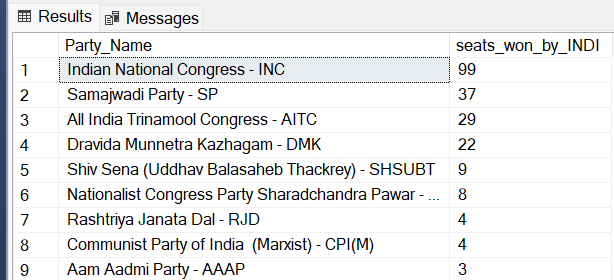 Results Messages
Party_Name seats_won_by_INDI
1 Indian National Congress - INC 99
2 Samajwadi Party - SP 37
3 All India Trinamool Congress - AITC 29
4 Dravida Munnetra Kazhagam - DMK 22
5 Shiv Sena (Uddhav Balasaheb Thackrey) - SHSUBT 9
6 Nationalist Congress Party Sharadchandra Pawar - ... 8
7 Rashtriya Janata Dal - RJD 4
8 Communist Party of India  (Marxist) - CPI(M) 4
9 Aam Aadmi Party - AAAP 3